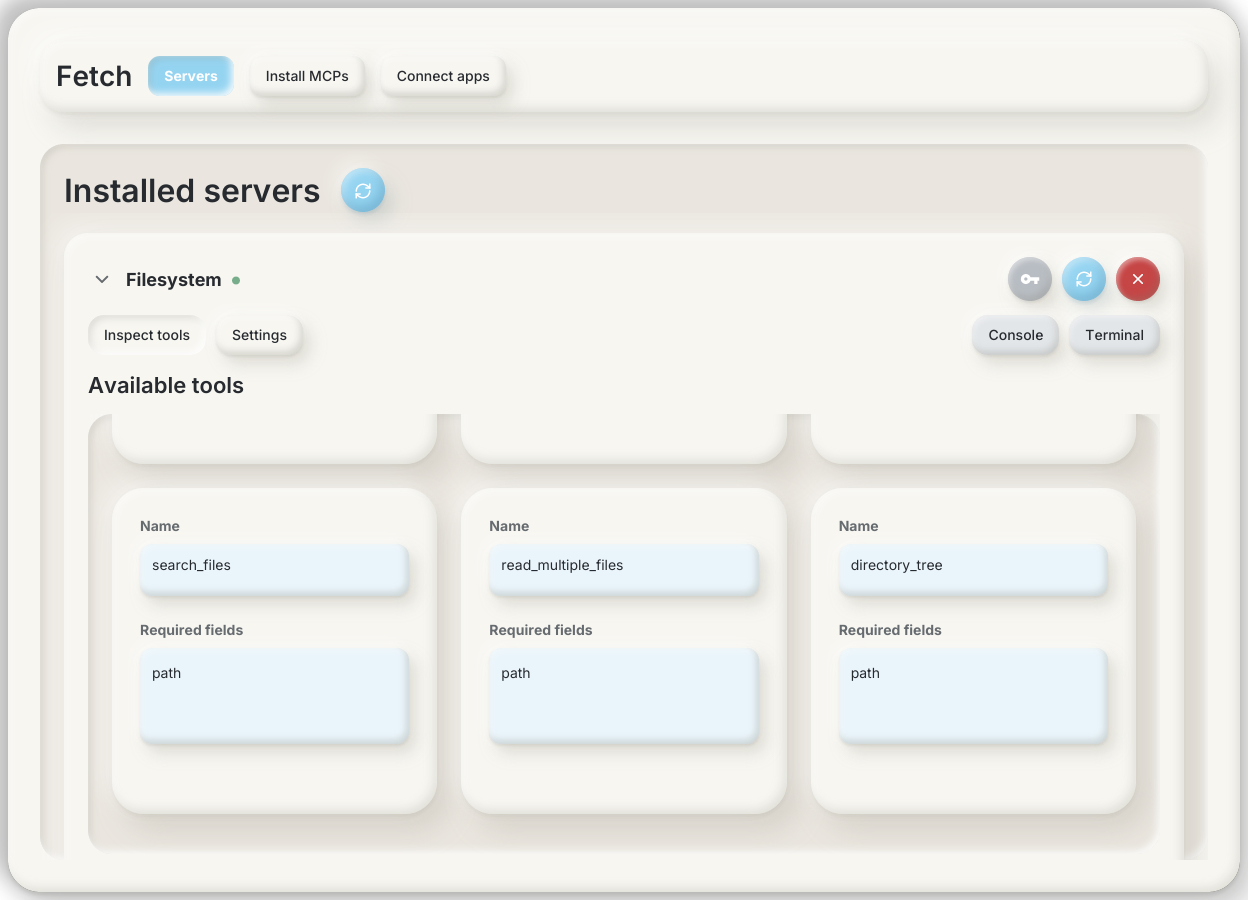 Fetch
Servers
Install MCPs
Connect apps
Installed servers
Filesystem
Inspect tools
Settings
Console
Terminal
Available tools
Name
search_files
Required fields
path
Name
read_multiple_files
Required fields
path
Name
directory_tree
Required fields
path